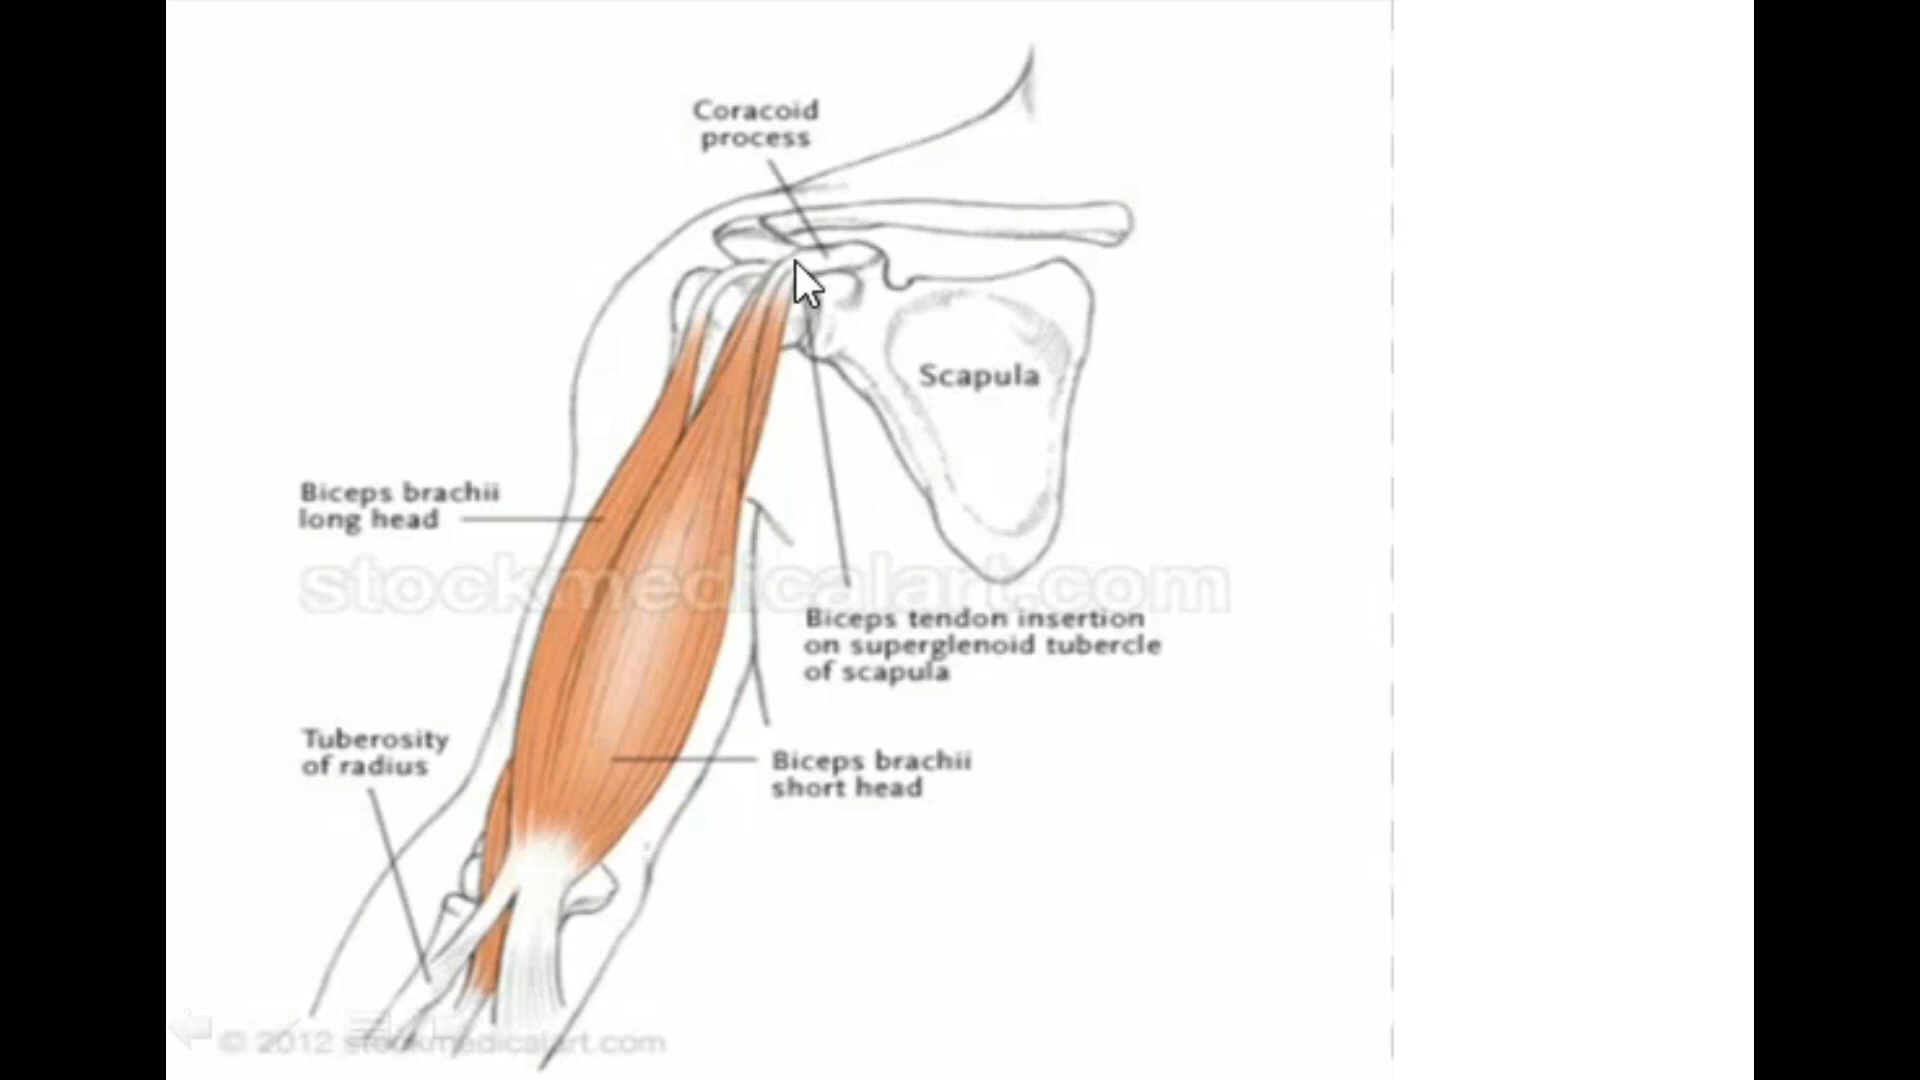 Coracoid
process
Scapula
Biceps brachii
long head
stockmedicalart.com
Biceps tendon insertion
on superglenoid tubercle
of scapula
Tuberosity
of radius
Biceps brachii
short head
© 2012 stockmedicalart.com